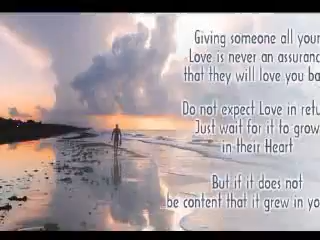 Giving someone all your
Love is never an assuranc
that they will love you ba
Do not expect Love in retu
Just wait for it to grow
in their Heart
But if it does not
be content that it grew in yo